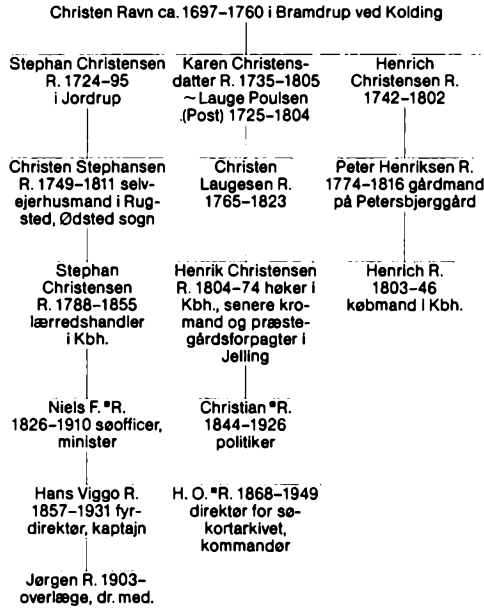 Christen Ravn ca. 1697–1760 i Bramdrup ved Kolding
Stephan Christensen
R. 1724–95
i Jordrup
Karen Christens-
datter R. 1735–1805
~ Lauge Poulsen
(Post) 1725–1804
Henrich
Christensen R.
1742–1802
Christen Stephansen
R. 1749–1811 selv-
ejerhusmand i Rug-
sted, Ødsted sogn
Christen
Laugesen R.
1765–1823
Peter Henriksen R.
1774–1816 gårdmand
på Petersbjerggård
Stephan
Christensen
R. 1788–1855
lærredshandler
i Kbh.
Henrik Christensen
R. 1804–74 høker i
Kbh., senere kro-
mand og præste-
gårdsforpagter i
Jelling
Henrich R.
1803–46
købmand i Kbh.
Niels F. *R.
1826–1910 søofficer,
minister
Christian *R.
1844–1926
politiker
Hans Viggo R.
1857–1931 fyr-
direktør, kaptajn
H. O. *R. 1868–1949
direktør for sø-
kortarkivet,
kommandør
Jørgen R. 1903–
overlæge, dr. med.